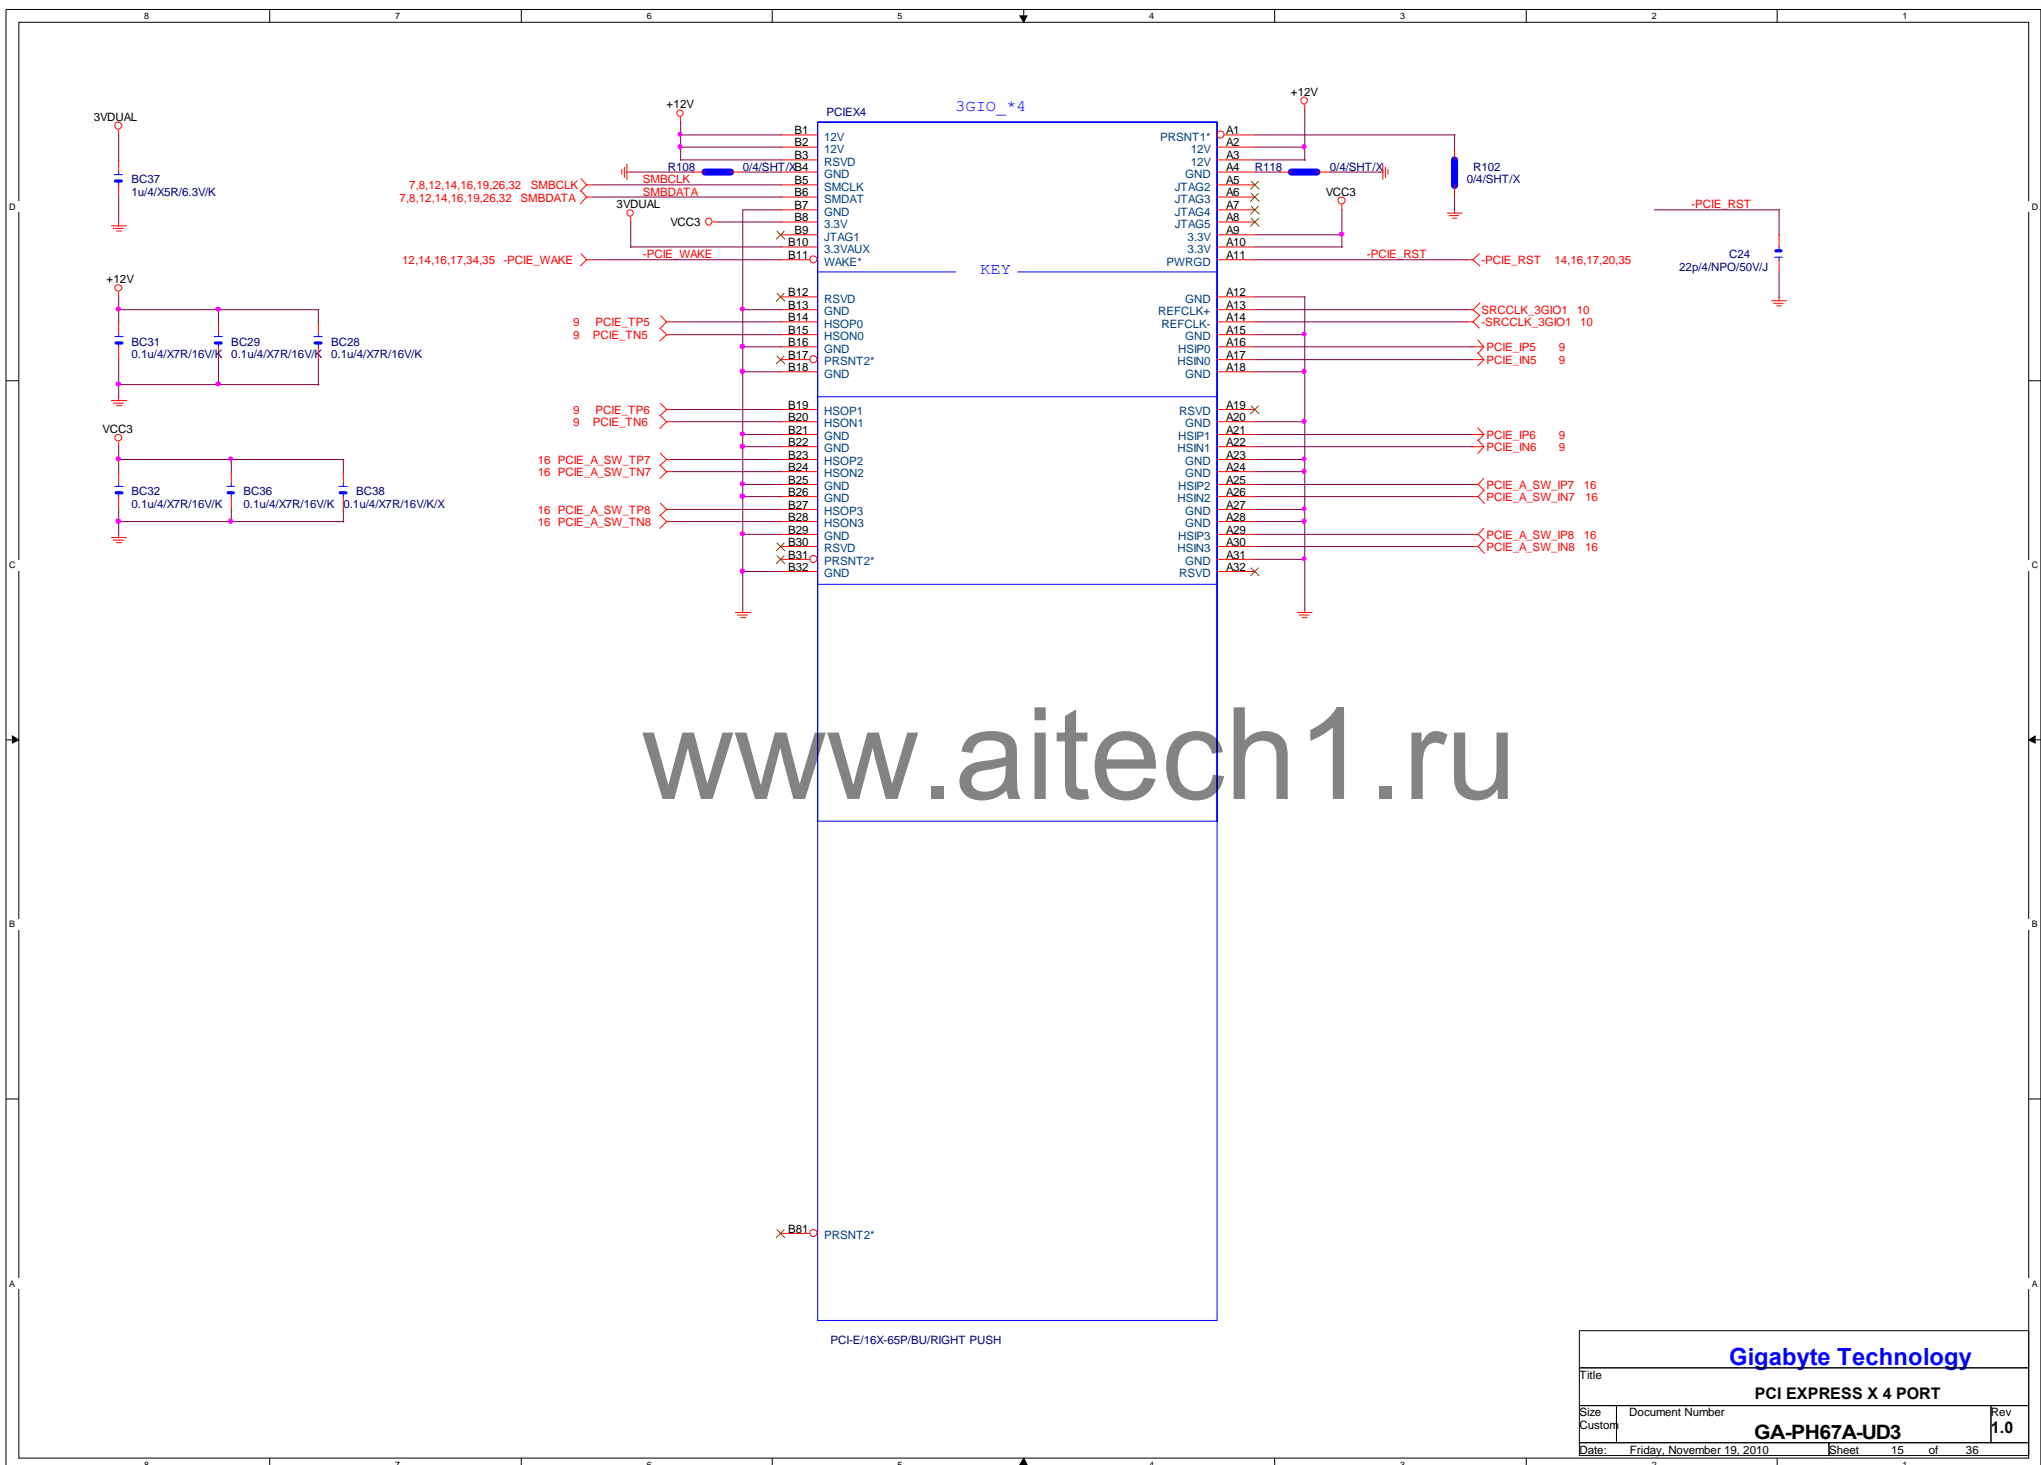 8 7 6 5 4 3 2 1
3VDUAL
BC37
1u/4/X5R/6.3V/K
+12V
BC31
0.1u/4/X7R/16V/K
BC29
0.1u/4/X7R/16V/K
BC28
0.1u/4/X7R/16V/K
VCC3
BC32
0.1u/4/X7R/16V/K
BC36
0.1u/4/X7R/16V/K
BC38
0.1u/4/X7R/16V/K/X
PCIEX4
3GIO_*4
+12V
R108 0/4/SHT/X
7,8,12,14,16,19,26,32 SMBCLK SMBCLK
7,8,12,14,16,19,26,32 SMBDATA SMBDATA
3VDUAL
VCC3
12,14,16,17,34,35 -PCIE_WAKE -PCIE_WAKE
9 PCIE_TP5
9 PCIE_TN5
9 PCIE_TP6
9 PCIE_TN6
16 PCIE_A_SW_TP7
16 PCIE_A_SW_TN7
16 PCIE_A_SW_TP8
16 PCIE_A_SW_TN8
B1 12V
B2 12V
B3 RSVD
B4 GND
B5 SMCLK
B6 SMDAT
B7 GND
B8 3.3V
B9 JTAG1
B10 3.3VAUX
B11 WAKE*
KEY
B12 RSVD
B13 GND
B14 HSOP0
B15 HSON0
B16 GND
B17 PRSNT2*
B18 GND
B19 HSOP1
B20 HSON1
B21 GND
B22 GND
B23 HSOP2
B24 HSON2
B25 GND
B26 GND
B27 HSOP3
B28 HSON3
B29 GND
B30 RSVD
B31 PRSNT2*
B32 GND
B81 PRSNT2*
PRSNT1* A1
12V A2
12V A3
GND A4
JTAG2 A5
JTAG3 A6
JTAG4 A7
JTAG5 A8
3.3V A9
3.3V A10
PWRGD A11
GND A12
REFCLK+ A13
REFCLK- A14
GND A15
HSIP0 A16
HSIN0 A17
GND A18
RSVD A19
GND A20
HSIP1 A21
HSIN1 A22
GND A23
GND A24
HSIP2 A25
HSIN2 A26
GND A27
GND A28
HSIP3 A29
HSIN3 A30
GND A31
RSVD A32
+12V
R118 0/4/SHT/X
VCC3
R102
0/4/SHT/X
-PCIE_RST -PCIE_RST 14,16,17,20,35
SRCCLK_3GIO1 10
-SRCCLK_3GIO1 10
PCIE_IP5 9
PCIE_IN5 9
PCIE_IP6 9
PCIE_IN6 9
PCIE_A_SW_IP7 16
PCIE_A_SW_IN7 16
PCIE_A_SW_IP8 16
PCIE_A_SW_IN8 16
-PCIE_RST
C24
22p/4/NPO/50V/J
D D
C C
B B
A A
www.aitech1.ru
PCI-E/16X-65P/BU/RIGHT PUSH
Gigabyte Technology
Title
PCI EXPRESS X 4 PORT
Size Document Number Rev
Custom GA-PH67A-UD3 1.0
Date: Friday, November 19, 2010 Sheet 15 of 36
8 7 6 5 4 3 2 1